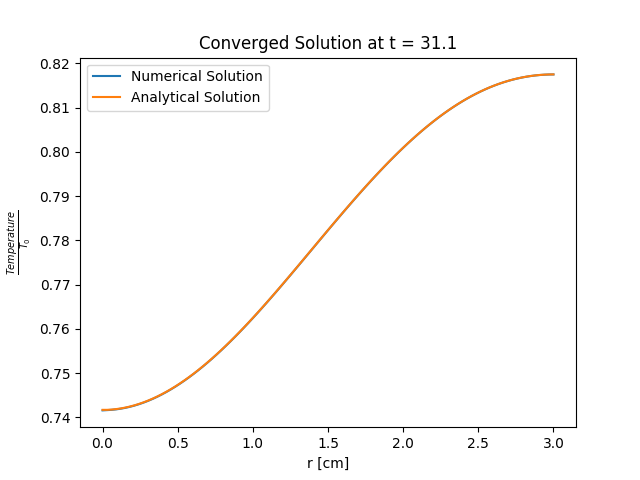 Converged Solution at t = 31.1
Numerical Solution
Analytical Solution
0.82
0.81
0.80
0.79
0.78
0.77
0.76
0.75
0.74
Temperature
T₀
0.0 0.5 1.0 1.5 2.0 2.5 3.0
r [cm]